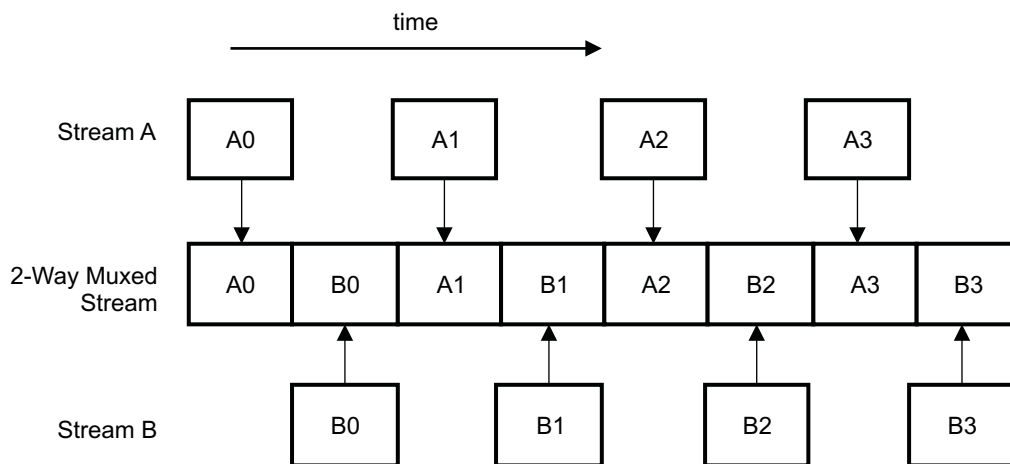 time
Stream A
A0 A1 A2 A3
2-Way Muxed
Stream
A0 B0 A1 B1 A2 B2 A3 B3
Stream B
B0 B1 B2 B3